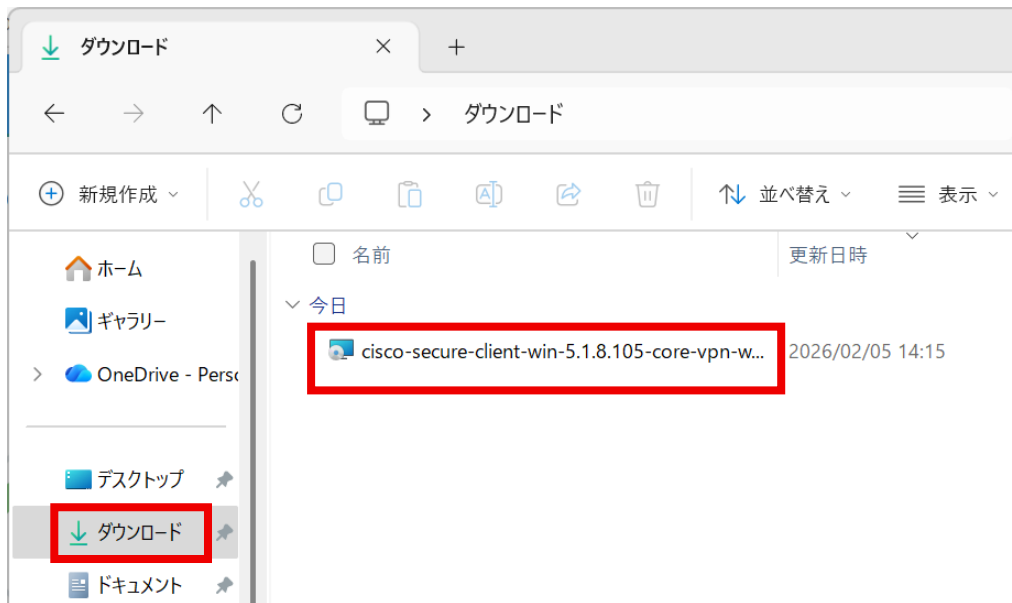 ダウンロード
ダウンロード
新規作成
並べ替え
表示
名前
更新日時
ホーム
ギャラリー
OneDrive - Perso
今日
cisco-secure-client-win-5.1.8.105-core-vpn-w...
2026/02/05 14:15
デスクトップ
ダウンロード
ドキュメント